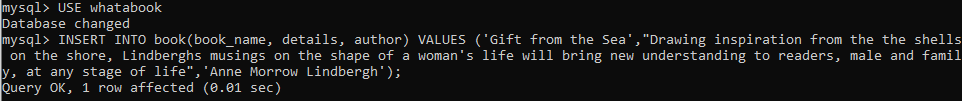 mysql> USE whatabook
Database changed
mysql> INSERT INTO book(book_name, details, author) VALUES ('Gift from the Sea',"Drawing inspiration from the the shells
 on the shore, Lindberghs musings on the shape of a woman's life will bring new understanding to readers, male and famil
y, at any stage of life",'Anne Morrow Lindbergh');
Query OK, 1 row affected (0.01 sec)